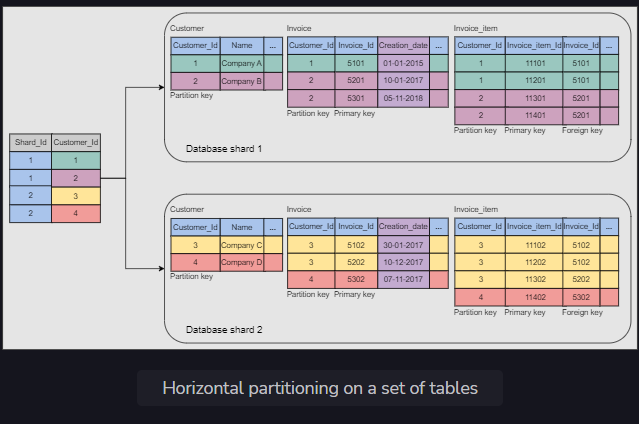 Customer
Customer_Id Name ...
1 Company A
2 Company B
Partition key
Invoice
Customer_Id Invoice_Id Creation_date ...
1 5101 01-01-2015
2 5201 10-01-2017
2 5301 05-11-2018
Partition key Primary key
Invoice_item
Customer_Id Invoice_item_Id Invoice_Id ...
1 11101 5101
1 11201 5101
2 11301 5201
2 11401 5201
Partition key Primary key Foreign key
Database shard 1
Shard_Id Customer_Id
1 1
1 2
2 3
2 4
Customer
Customer_Id Name ...
3 Company C
4 Company D
Partition key
Invoice
Customer_Id Invoice_Id Creation_date ...
3 5102 30-01-2017
3 5202 10-12-2017
4 5302 07-11-2017
Partition key Primary key
Invoice_item
Customer_Id Invoice_item_Id Invoice_Id ...
3 11102 5102
3 11202 5102
3 11302 5202
4 11402 5302
Partition key Primary key Foreign key
Database shard 2
Horizontal partitioning on a set of tables